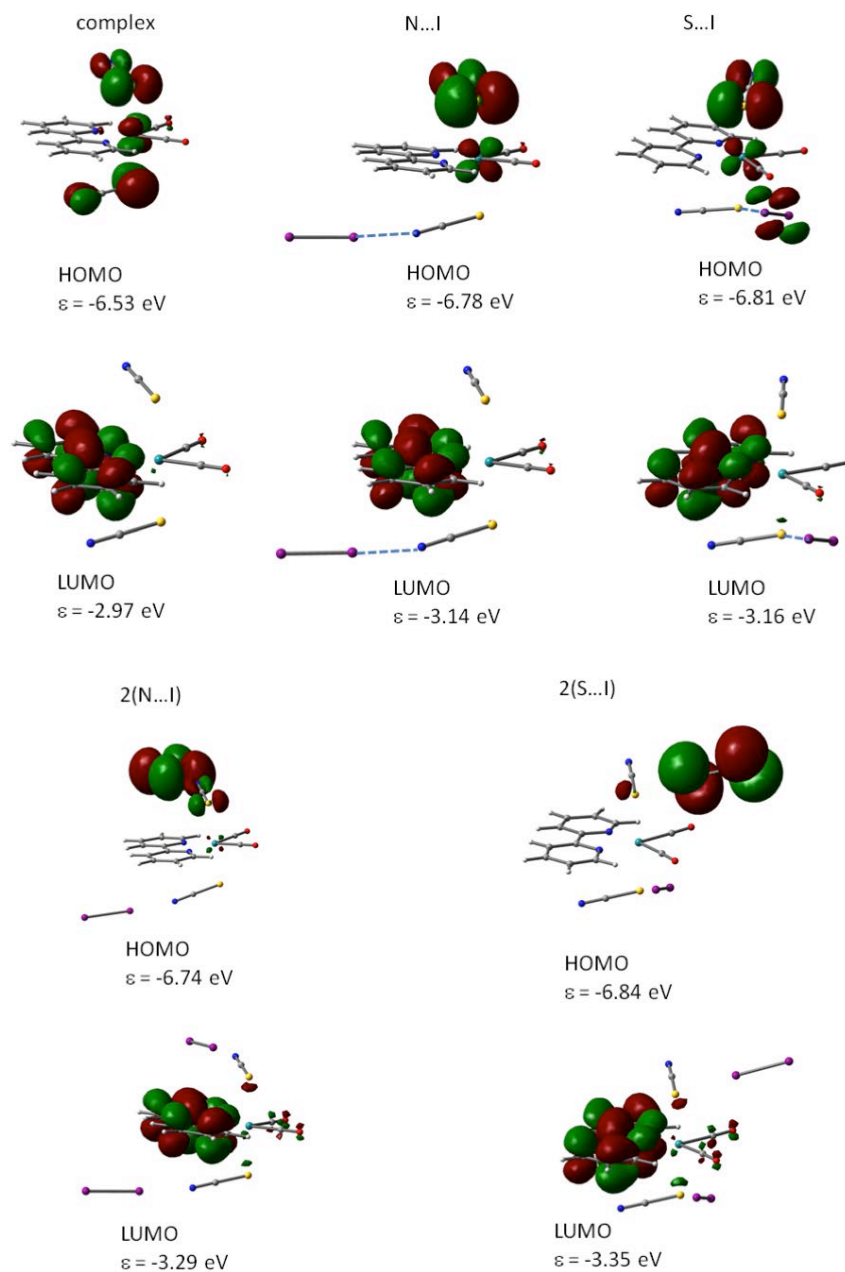 complex
N...I
S...I
HOMO
ε = -6.53 eV
HOMO
ε = -6.78 eV
HOMO
ε = -6.81 eV
LUMO
ε = -2.97 eV
LUMO
ε = -3.14 eV
LUMO
ε = -3.16 eV
2(N...I)
2(S...I)
HOMO
ε = -6.74 eV
HOMO
ε = -6.84 eV
LUMO
ε = -3.29 eV
LUMO
ε = -3.35 eV